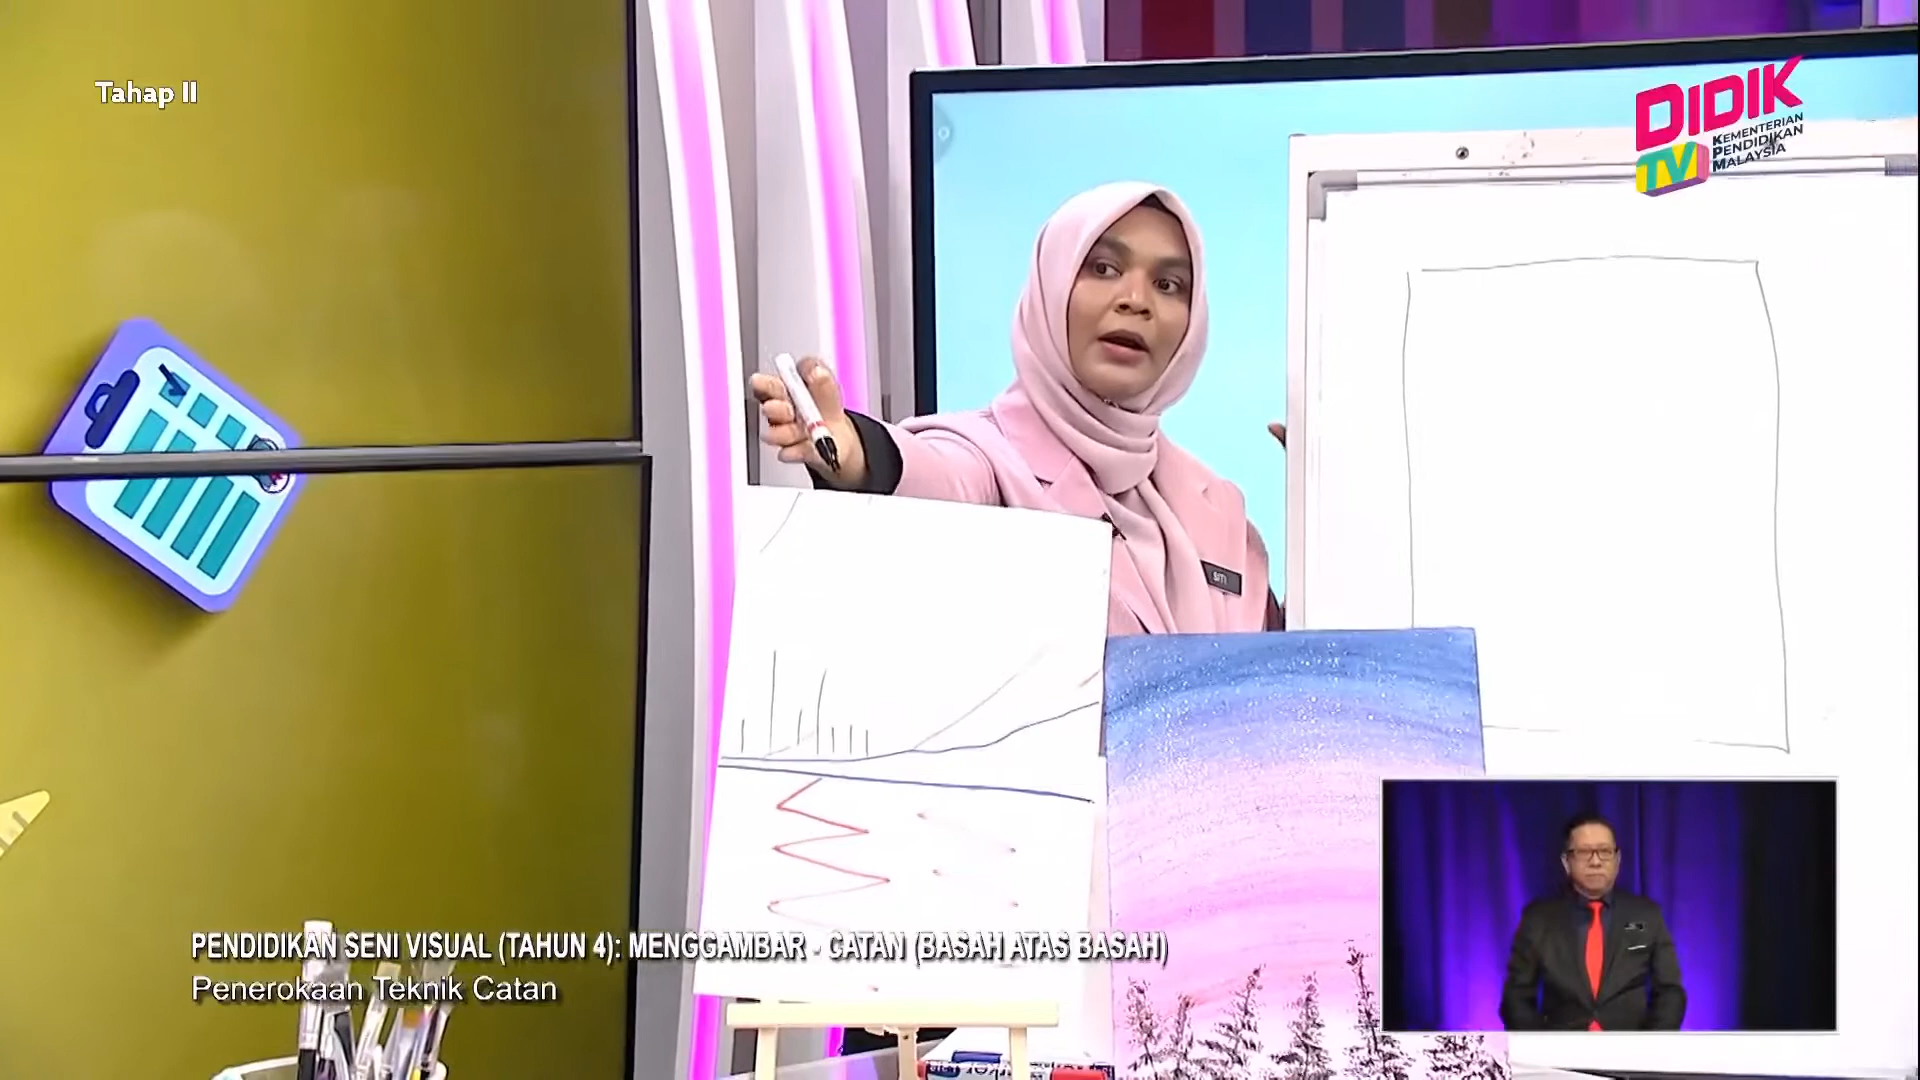 Tahap II
DIDIK
TV
KEMENTERIAN
PENDIDIKAN
MALAYSIA
SITI
PENDIDIKAN SENI VISUAL (TAHUN 4): MENGGAMBAR - CATAN (BASAH ATAS BASAH)
Penerokaan Teknik Catan